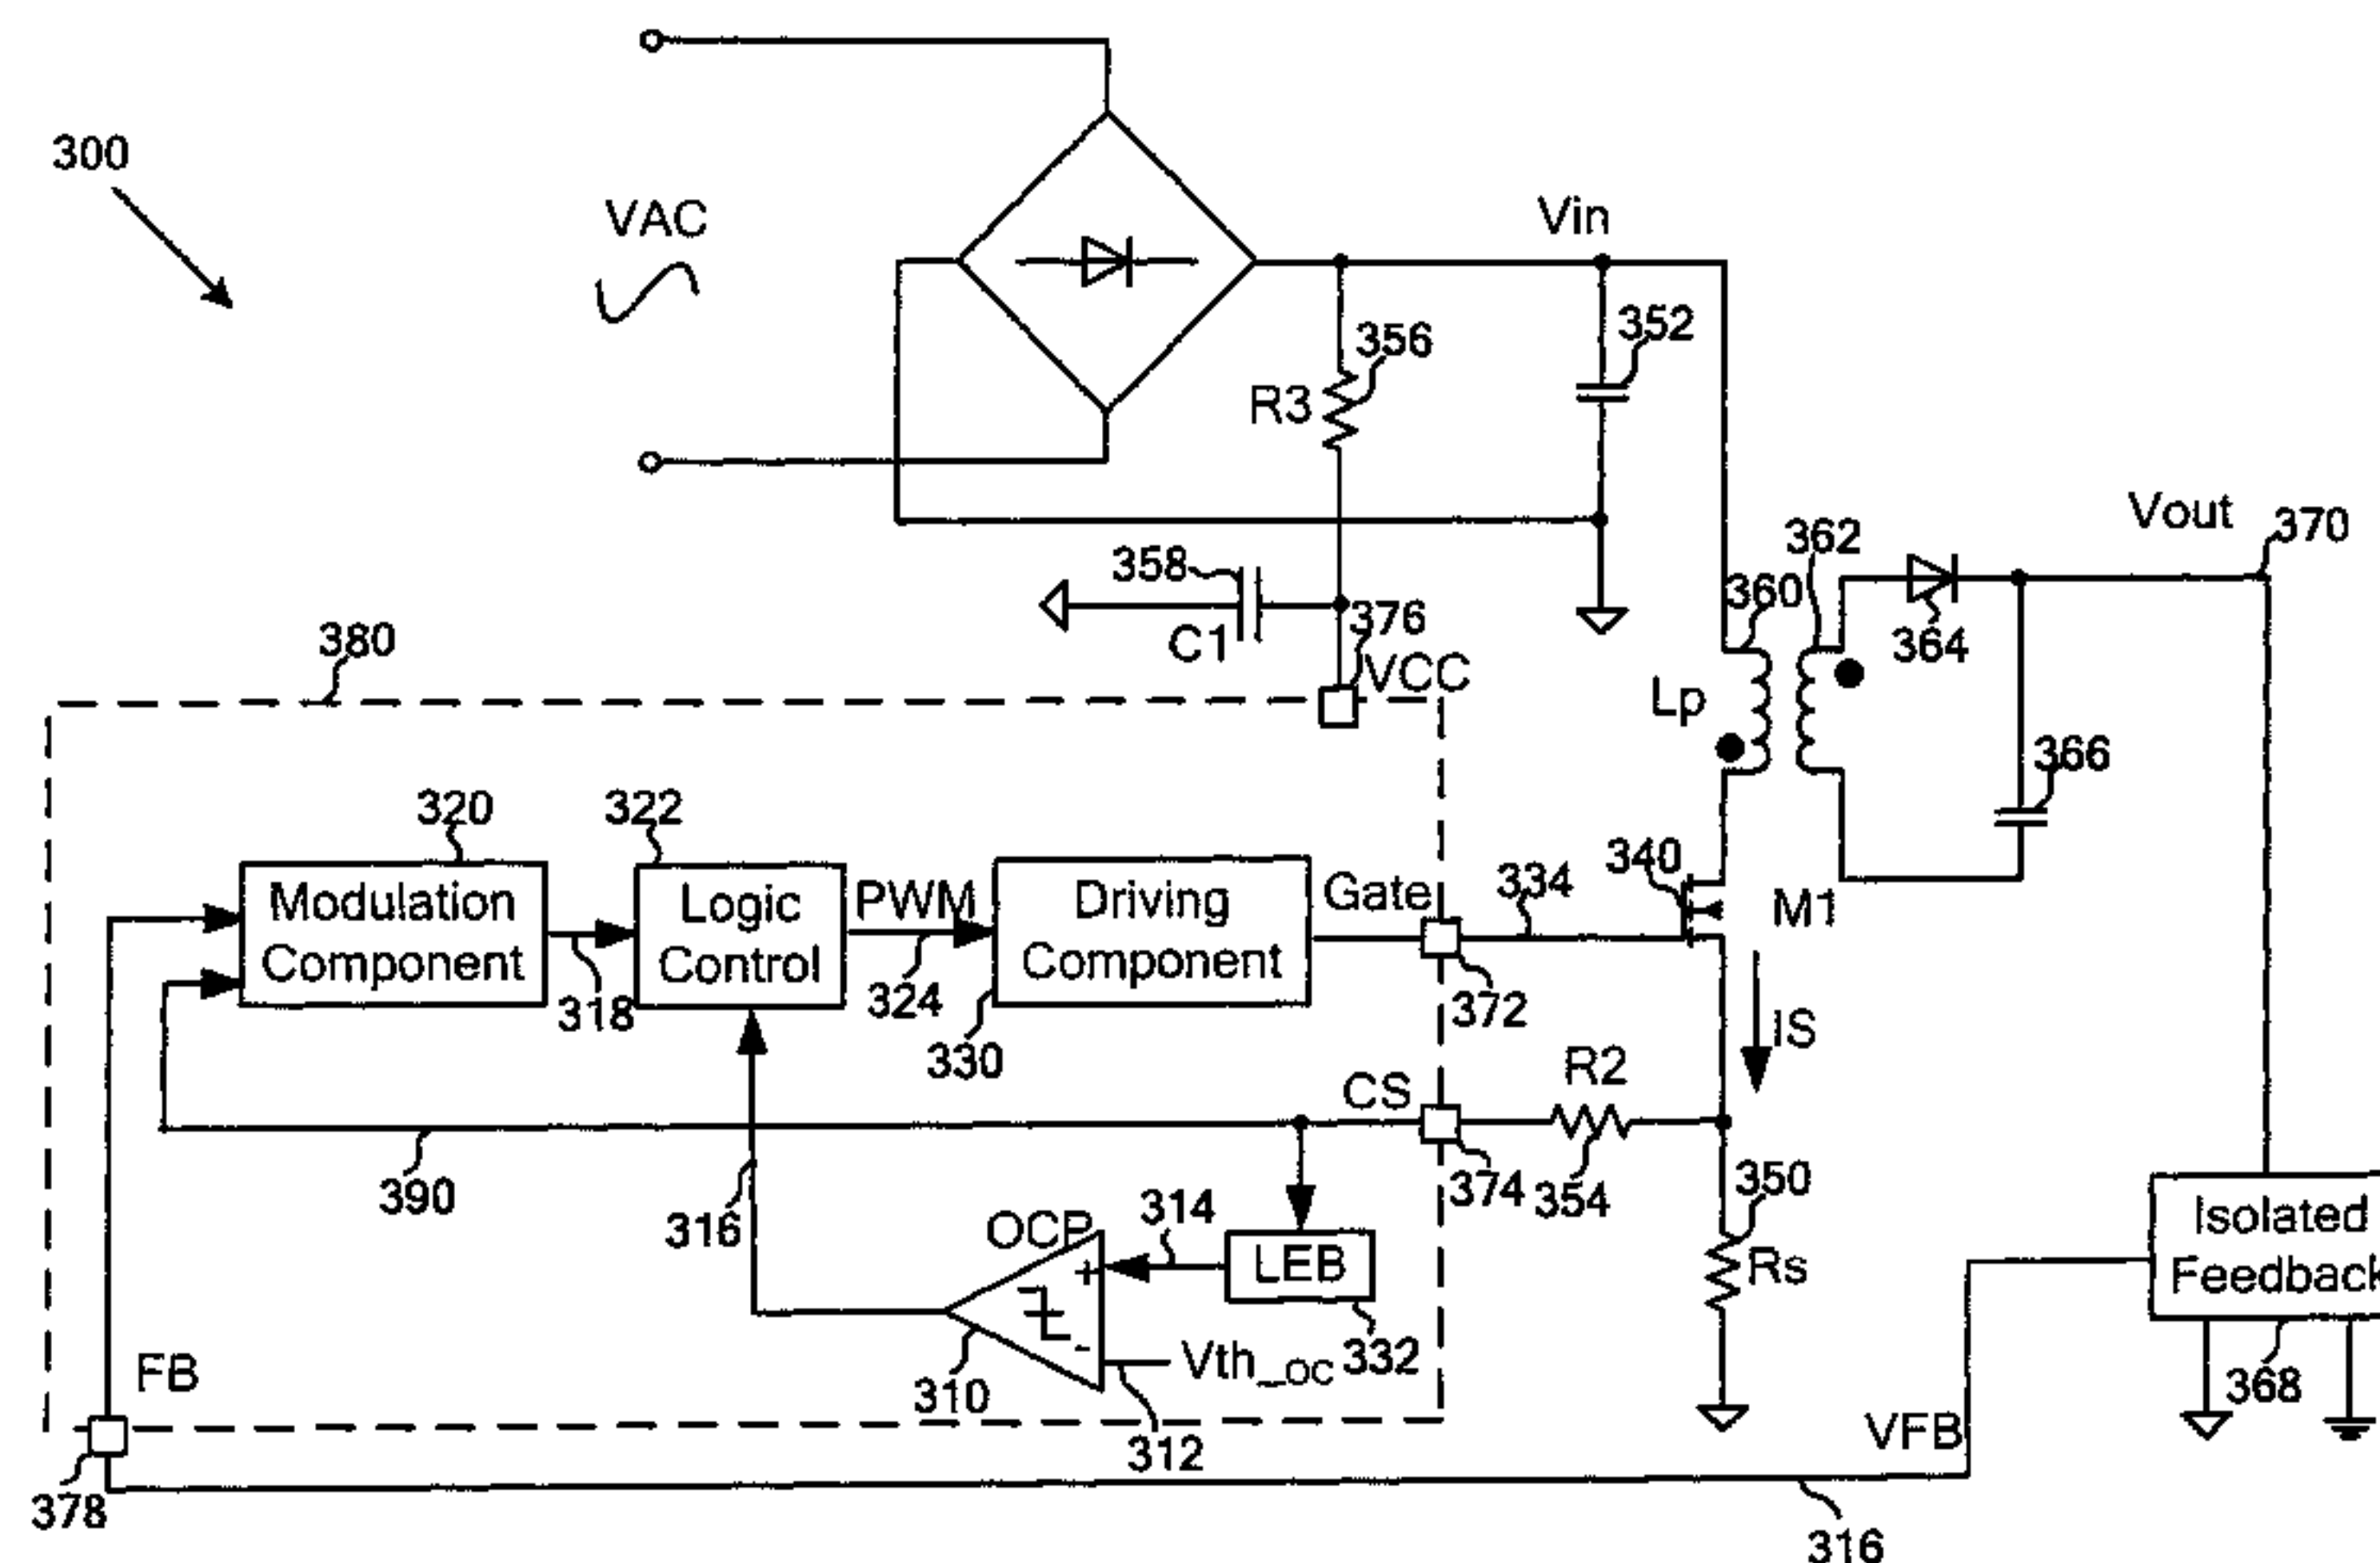 300
VAC
Vin
352
356
R3
Vout
370
362
358
C1
376
VCC
360
364
380
Lp
366
320
322
Modulation
Component
318
Logic
Control
PWM
324
Driving
Component
330
Gate
372
334
340
M1
IS
CS
R2
374
354
350
Rs
390
316
OCP
314
LEB
332
+
-
Vth_oc
310
312
Isolated
Feedback
368
FB
378
VFB
316